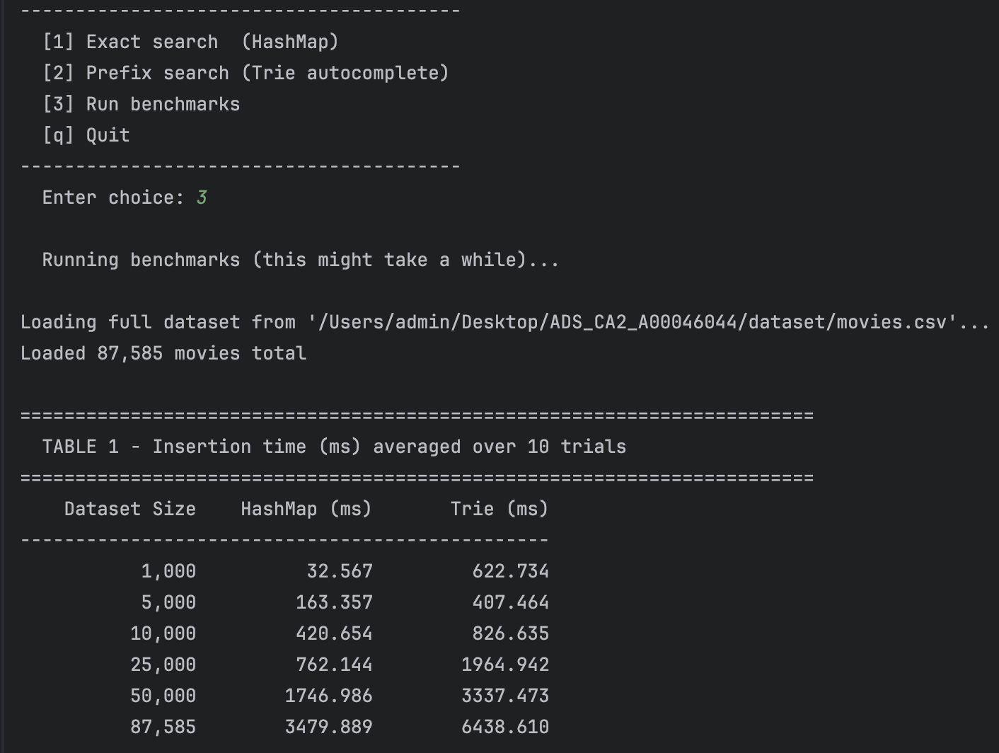 ----------------------------------------
[1] Exact search  (HashMap)
[2] Prefix search (Trie autocomplete)
[3] Run benchmarks
[q] Quit
----------------------------------------
Enter choice: 3
Running benchmarks (this might take a while)...
Loading full dataset from '/Users/admin/Desktop/ADS_CA2_A00046044/dataset/movies.csv'...
Loaded 87,585 movies total
========================================================================
TABLE 1 - Insertion time (ms) averaged over 10 trials
========================================================================
Dataset Size    HashMap (ms)       Trie (ms)
------------------------------------------------
1,000          32.567         622.734
5,000         163.357         407.464
10,000         420.654         826.635
25,000         762.144        1964.942
50,000        1746.986        3337.473
87,585        3479.889        6438.610